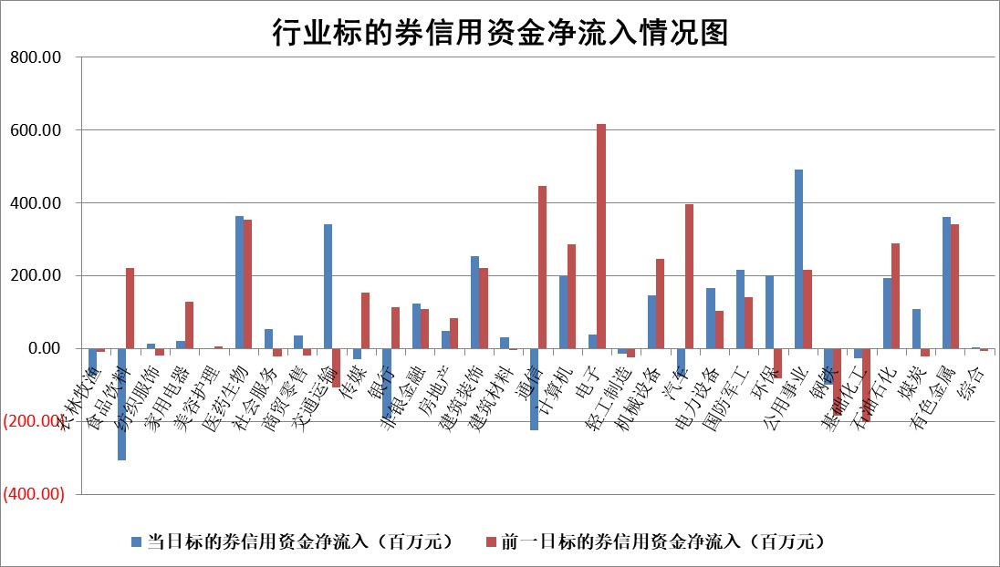 行业标的券信用资金净流入情况图
800.00
600.00
400.00
200.00
0.00
(200.00)
(400.00)
农林牧渔
食品饮料
纺织服饰
家用电器
美容护理
医药生物
社会服务
商贸零售
交通运输
传媒
银行
非银金融
房地产
建筑装饰
建筑材料
通信
计算机
电子
轻工制造
机械设备
汽车
电力设备
国防军工
环保
公用事业
钢铁
基础化工
石油石化
煤炭
有色金属
综合
当日标的券信用资金净流入（百万元）
前一日标的券信用资金净流入（百万元）